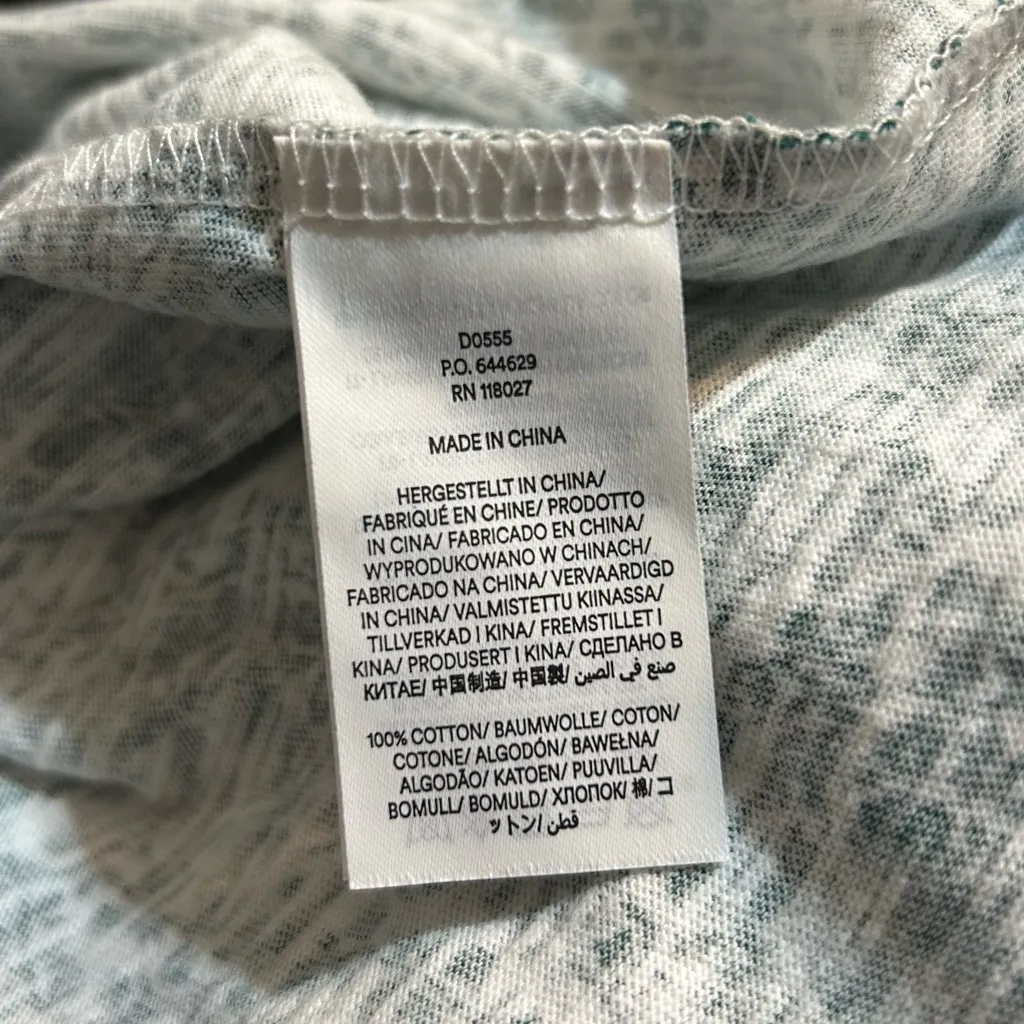 D0555
P.O. 644629
RN 118027
MADE IN CHINA
HERGESTELLT IN CHINA/
FABRIQUÉ EN CHINE/ PRODOTTO
IN CINA/ FABRICADO EN CHINA/
WYPRODUKOWANO W CHINACH/
FABRICADO NA CHINA/ VERVAARDIGD
IN CHINA/ VALMISTETTU KIINASSA/
TILLVERKAD I KINA/ FREMSTILLET I
KINA/ PRODUSERT I KINA/ СДЕЛАНО В
КИТАЕ/ 中国制造/ 中国製/ صنع في الصين
100% COTTON/ BAUMWOLLE/ COTON/
COTONE/ ALGODÓN/ BAWEŁNA/
ALGODÃO/ KATOEN/ PUUVILLA/
BOMULL/ BOMULD/ ХЛОПОК/ 棉/ コ
ットン/ قطن